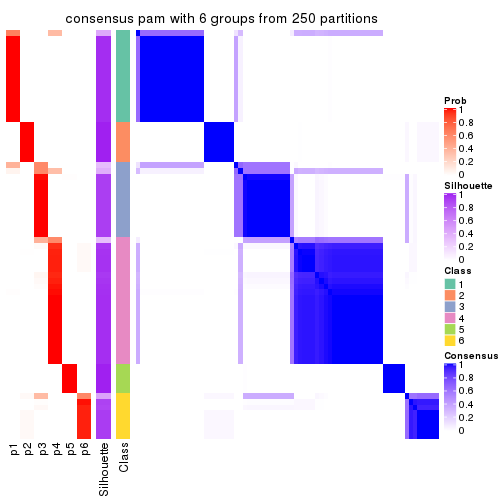 consensus pam with 6 groups from 250 partitions
Prob
1
0.8
0.6
0.4
0.2
0
Silhouette
1
0.8
0.6
0.4
0.2
0
Class
1
2
3
4
5
6
Consensus
1
0.8
0.6
0.4
0.2
0
p1
p2
p3
p4
p5
p6
Silhouette
Class